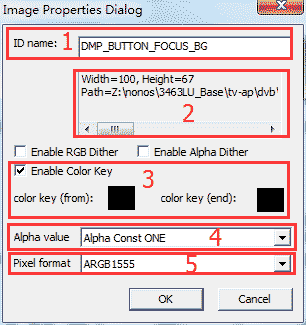 Image Properties Dialog
ID name: 1 DMP_BUTTON_FOCUS_BG
Width=100, Height=67
Path=Z:\nonos\3463LU_Base\tv-ap\dvb\
2
Enable RGB Dither Enable Alpha Dither
Enable Color Key
3
color key (from): color key (end):
Alpha value Alpha Const ONE 4
Pixel format ARGB1555 5
OK Cancel